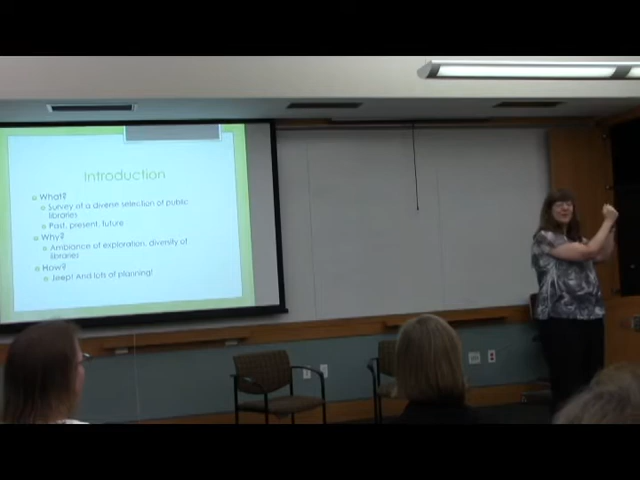 Introduction
What?
Survey of a diverse selection of public
libraries
Past, present, future
Why?
Ambiance of exploration, diversity of
libraries
How?
Jeep! And lots of planning!